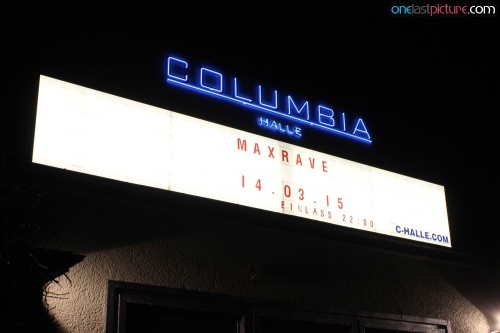 onelastpicture.com
COLUMBIA
HALLE
MAXRAVE
14.03.15
EINLASS 22:00
C-HALLE.COM